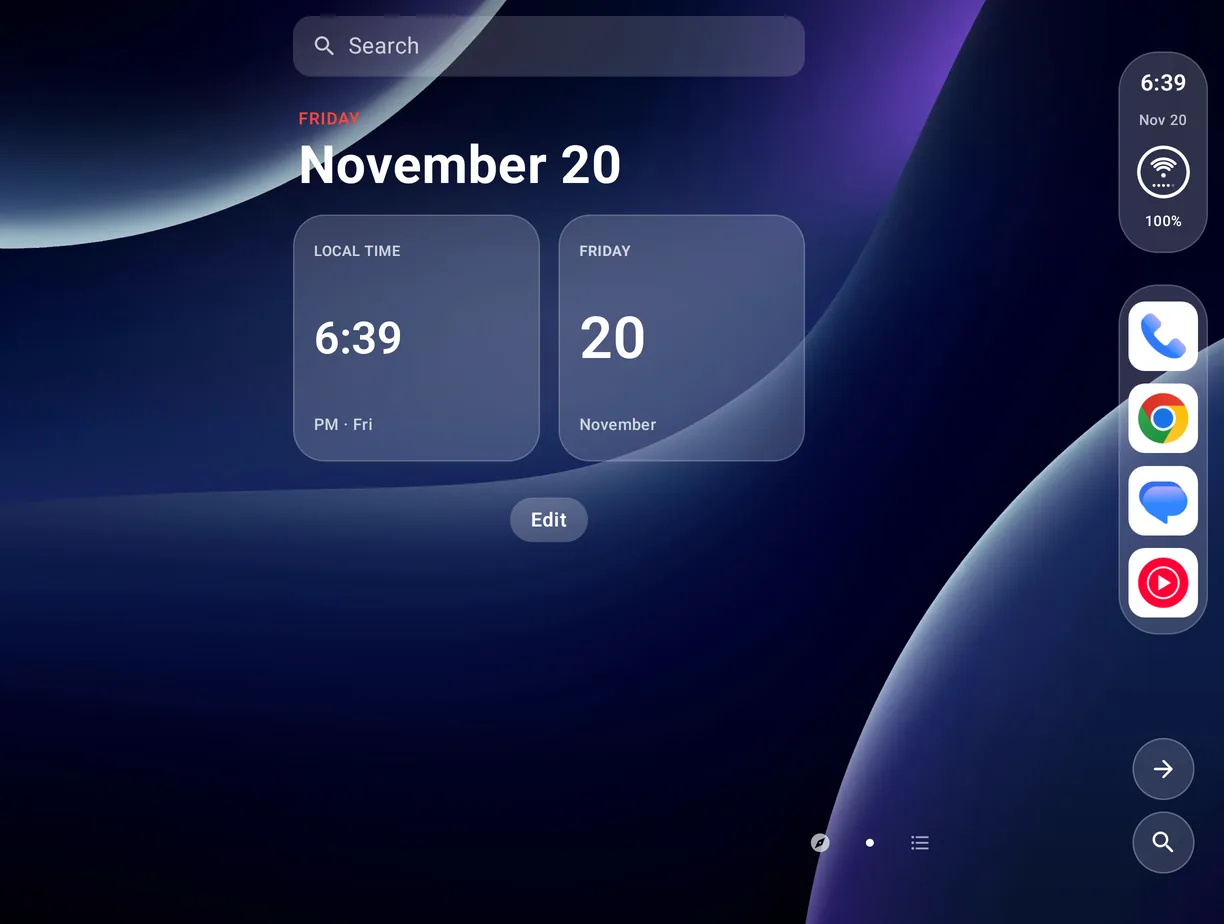 Search
FRIDAY
November 20
LOCAL TIME
6:39
PM · Fri
FRIDAY
20
November
Edit
6:39
Nov 20
100%